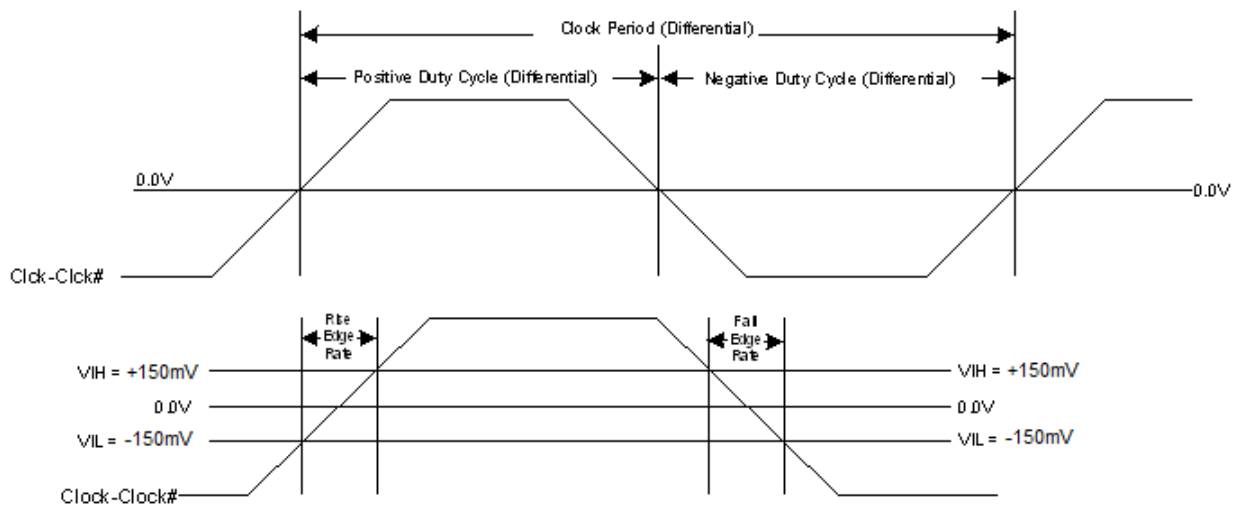 Clock Period (Differential)
Positive Duty Cycle (Differential)
Negative Duty Cycle (Differential)
0.0V
0.0V
Clck-Clck#
Rise
Edge
Rate
Fall
Edge
Rate
VIH = +150mV
VIH = +150mV
0.0V
0.0V
VIL = -150mV
VIL = -150mV
Clock-Clock#